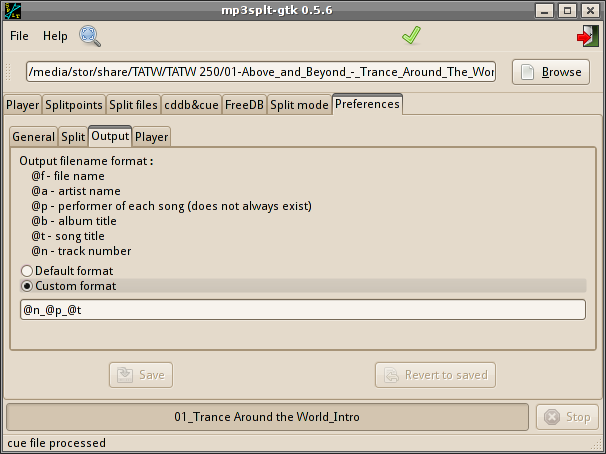 mp3splt-gtk 0.5.6
File Help
/media/stor/share/TATW/TATW 250/01-Above_and_Beyond_-_Trance_Around_The_Wor Browse
Player Splitpoints Split files cddb&cue FreeDB Split mode Preferences
General Split Output Player
Output filename format :
@f - file name
@a - artist name
@p - performer of each song (does not always exist)
@b - album title
@t - song title
@n - track number
Default format
Custom format
@n_@p_@t
Save Revert to saved
01_Trance Around the World_Intro Stop
cue file processed